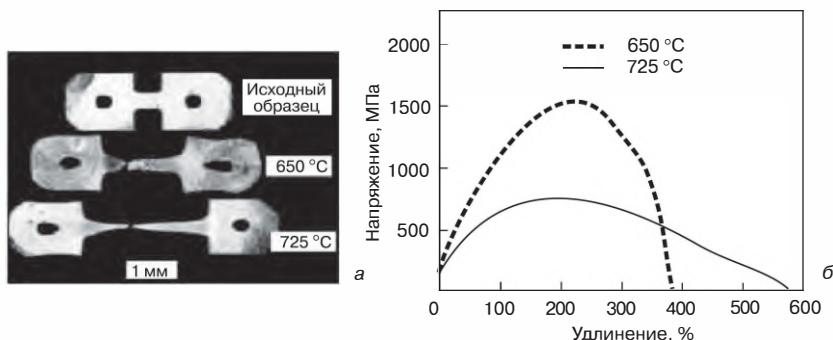 Исходный
образец
650 °С
725 °С
1 мм
а
Напряжение, МПа
2000
1500
1000
500
0
100
200
300
400
500
600
650 °С
725 °С
Удлинение, %
б